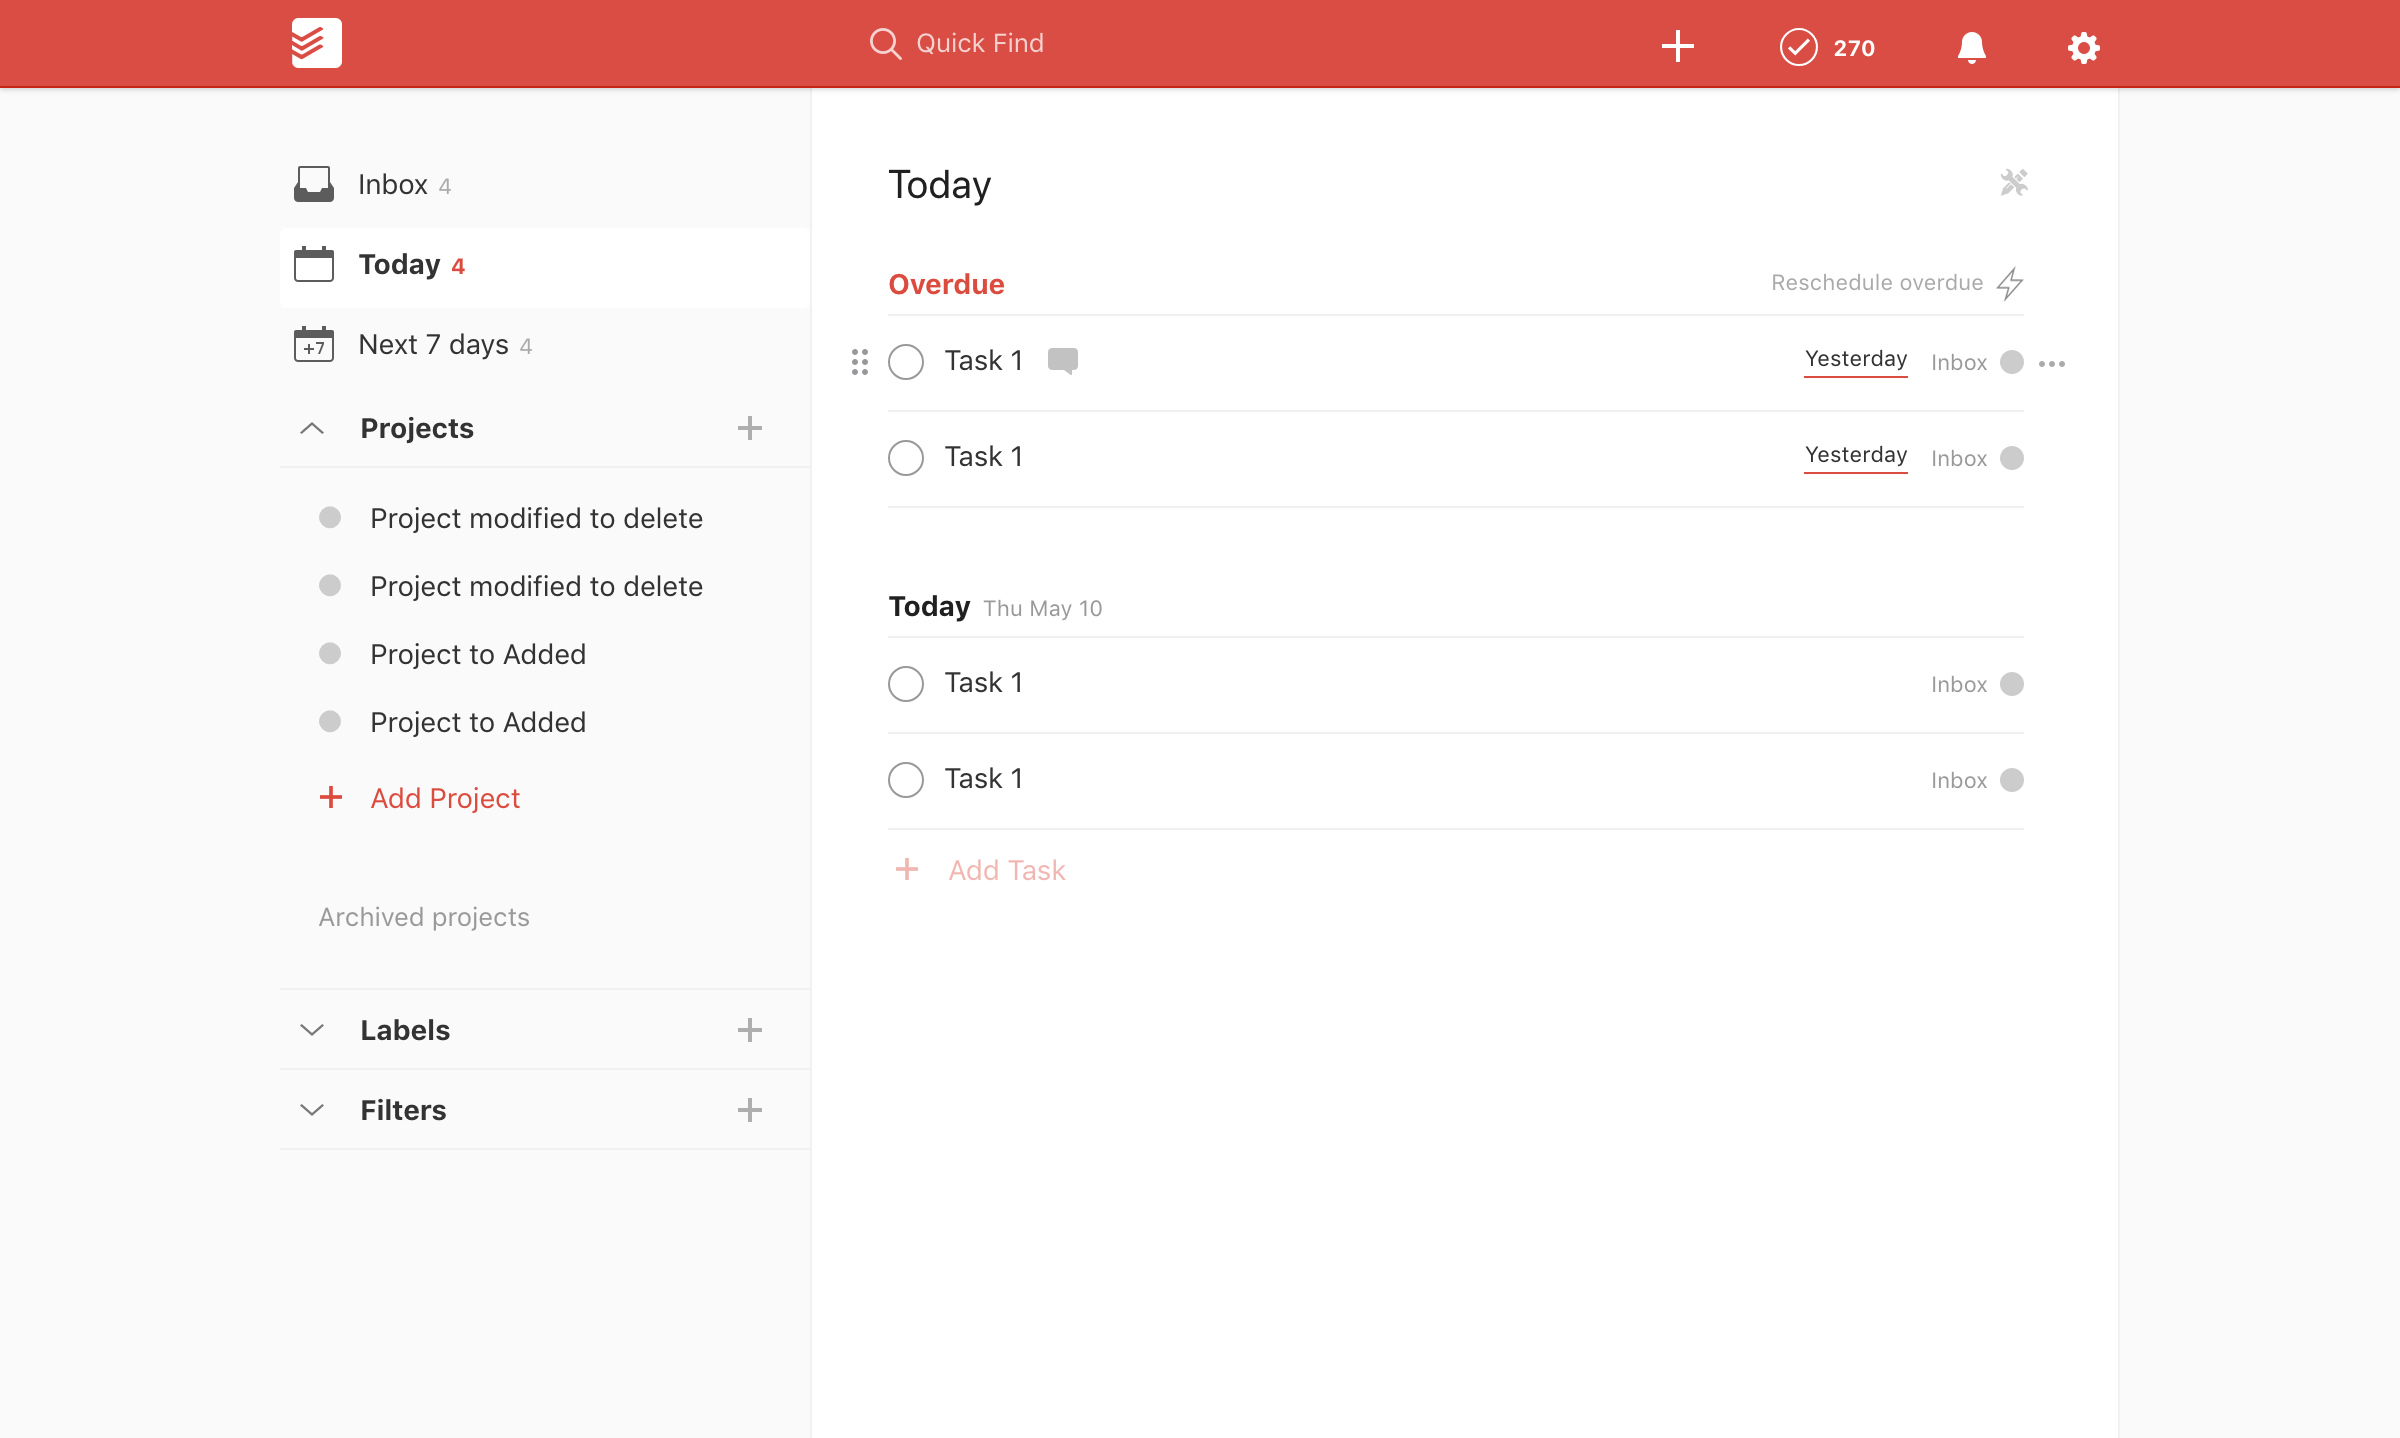 Quick Find
270
Inbox 4
Today 4
+7 Next 7 days 4
Projects
Project modified to delete
Project modified to delete
Project to Added
Project to Added
Add Project
Archived projects
Labels
Filters
Today
Overdue Reschedule overdue
Task 1 Yesterday Inbox
Task 1 Yesterday Inbox
Today Thu May 10
Task 1 Inbox
Task 1 Inbox
Add Task